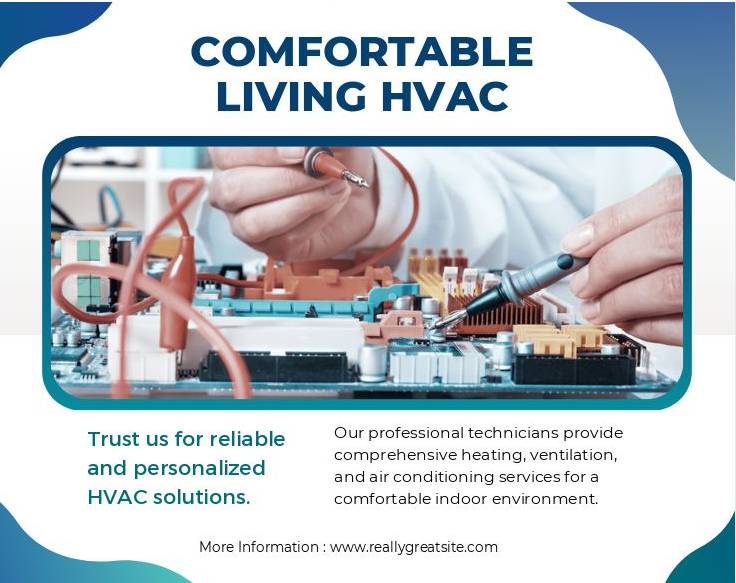 COMFORTABLE
LIVING HVAC
Trust us for reliable
and personalized
HVAC solutions.
Our professional technicians provide
comprehensive heating, ventilation,
and air conditioning services for a
comfortable indoor environment.
More Information : www.reallygreatsite.com